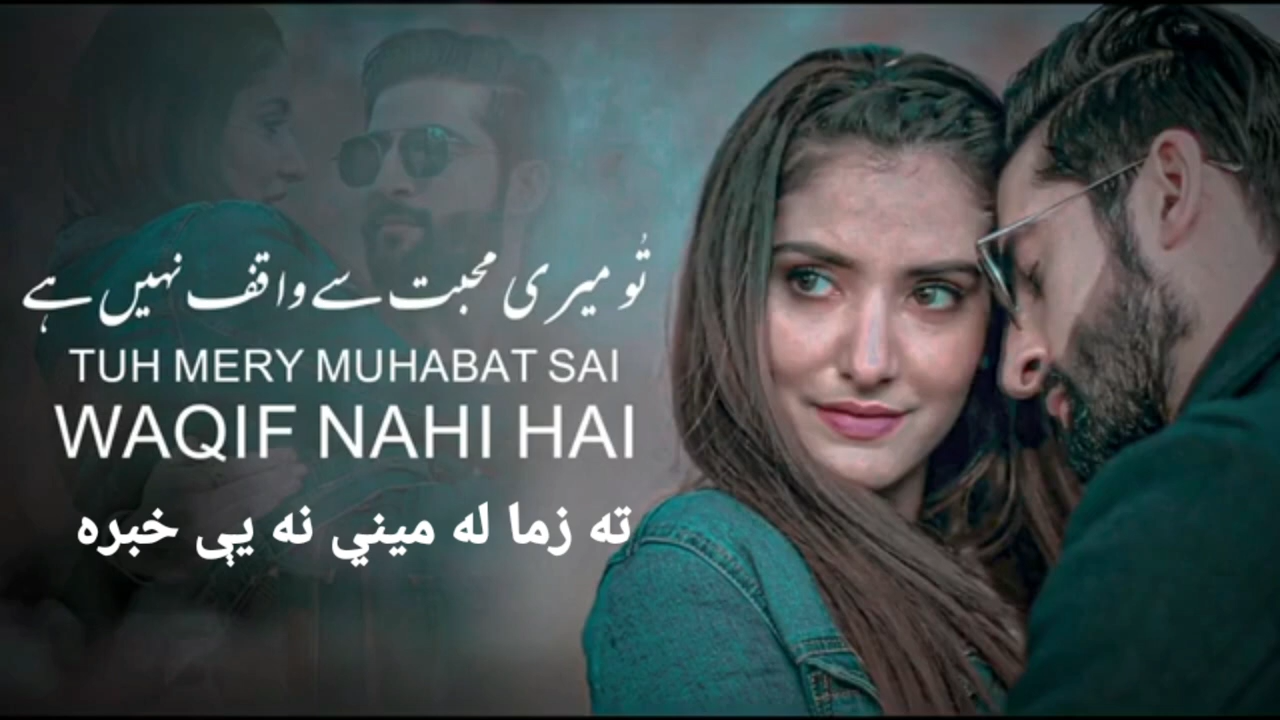 تُو میری محبت سے واقف نہیں ہے
TUH MERY MUHABAT SAI
WAQIF NAHI HAI
ته زما له ميني نه يې خبره